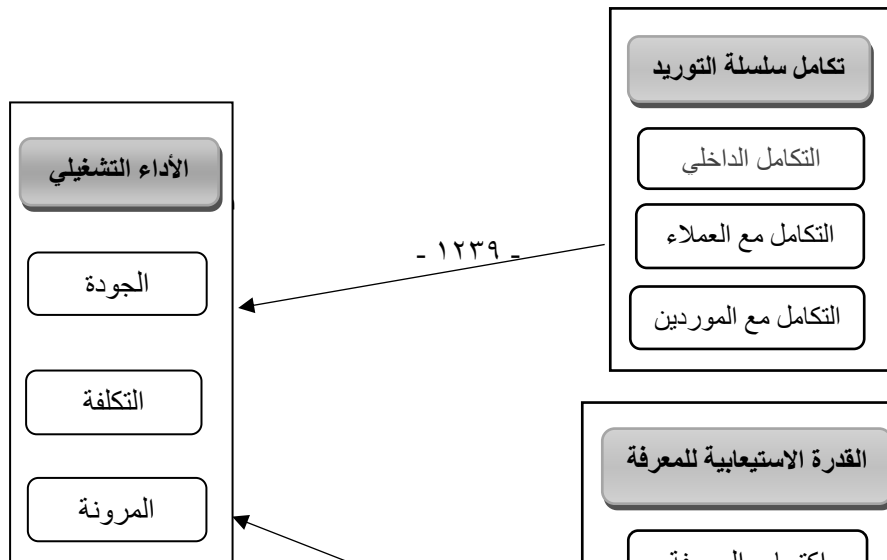 تكامل سلسلة التوريد
التكامل الداخلي
التكامل مع العملاء
التكامل مع الموردين
- ١٢٣٩ -
الأداء التشغيلي
الجودة
التكلفة
المرونة
القدرة الاستيعابية للمعرفة